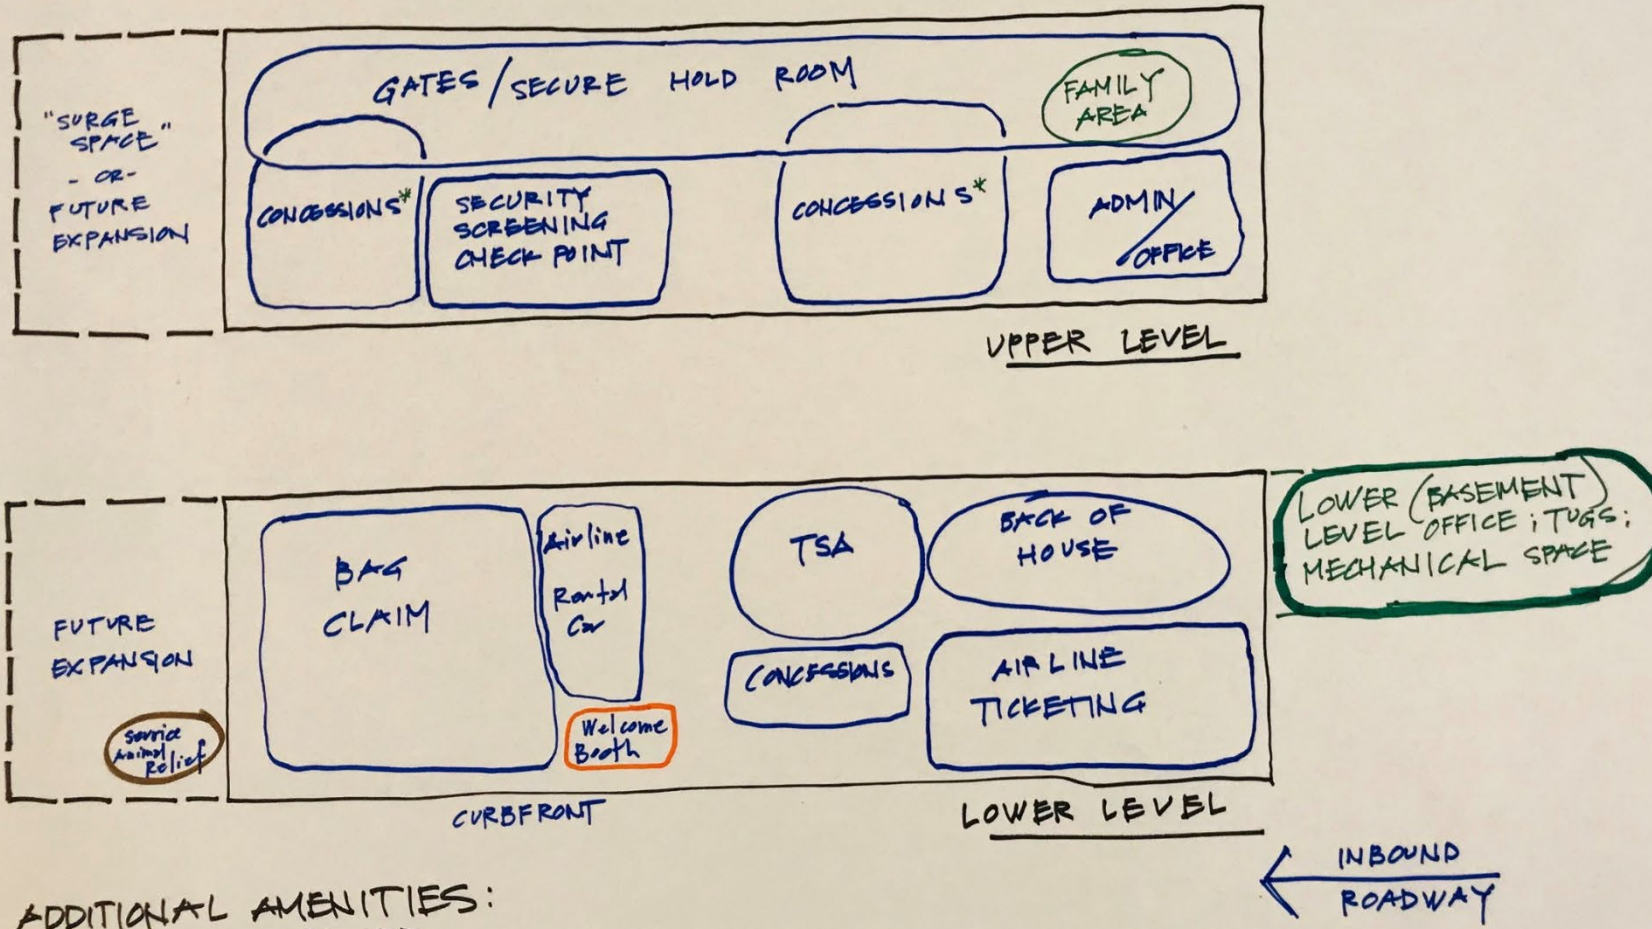 GATES/SECURE HOLD ROOM
FAMILY
AREA
"SURGE
SPACE"
- OR -
FUTURE
EXPANSION
CONCESSIONS*
SECURITY
SCREENING
CHECK POINT
CONCESSIONS*
ADMIN/
OFFICE
UPPER LEVEL
LOWER (BASEMENT)
LEVEL OFFICE; TUGS;
MECHANICAL SPACE
BAG
CLAIM
Airline
Rental
Car
TSA
BACK OF
HOUSE
FUTURE
EXPANSION
CONCESSIONS
AIRLINE
TICKETING
Service
Animal
Relief
Welcome
Booth
CURBFRONT
LOWER LEVEL
INBOUND
ROADWAY
ADDITIONAL AMENITIES: